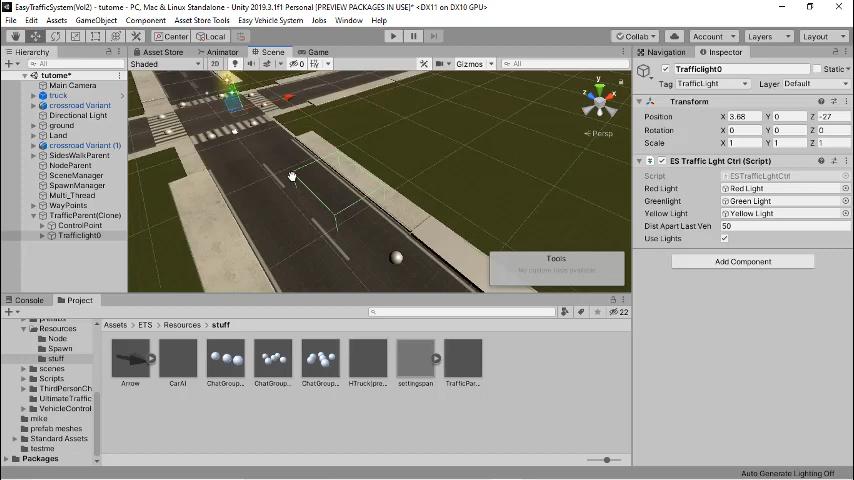 EasyTrafficSystem(Vol2) - tutome - PC, Mac & Linux Standalone - Unity 2019.3.1f1 Personal [PREVIEW PACKAGES IN USE]* <DX11 on DX10 GPU>
File Edit Assets GameObject Component Asset Store Tools Easy Vehicle System Jobs Window Help
Center Local Collab Account Layers Layout
Hierarchy Asset Store Animator Scene Game Navigation Inspector
All Shaded 2D 0 Gizmos All
tutome*
Main Camera
truck
crossroad Variant
Directional Light
ground
Land
crossroad Variant (1)
SidesWalkParent
NodeParent
SceneManager
SpawnManager
Multi_Thread
WayPoints
TrafficParent(Clone)
ControlPoint
Trafficlight0
y
z
x
Persp
Tools
No custom tools available
Trafficlight0 Static
Tag TrafficLight Layer Default
Transform
Position X 3.68 Y 0 Z -27
Rotation X 0 Y 0 Z 0
Scale X 1 Y 1 Z 1
ES Traffic Lght Ctrl (Script)
Script ESTrafficLghtCtrl
Red Light Red Light
Greenlight Green Light
Yellow Light Yellow Light
Dist Apart Last Veh 50
Use Lights
Add Component
Console Project
22
prefabs
Resources
Node
Spawn
stuff
scenes
Scripts
ThirdPersonCh
UltimateTraffic
VehicleControl
mike
prefab meshes
Standard Assets
testme
Packages
Assets ETS Resources stuff
Arrow CarAI ChatGroup... ChatGroup... ChatGroup... HTruck(pre... settingspan TrafficPar...
Auto Generate Lighting Off